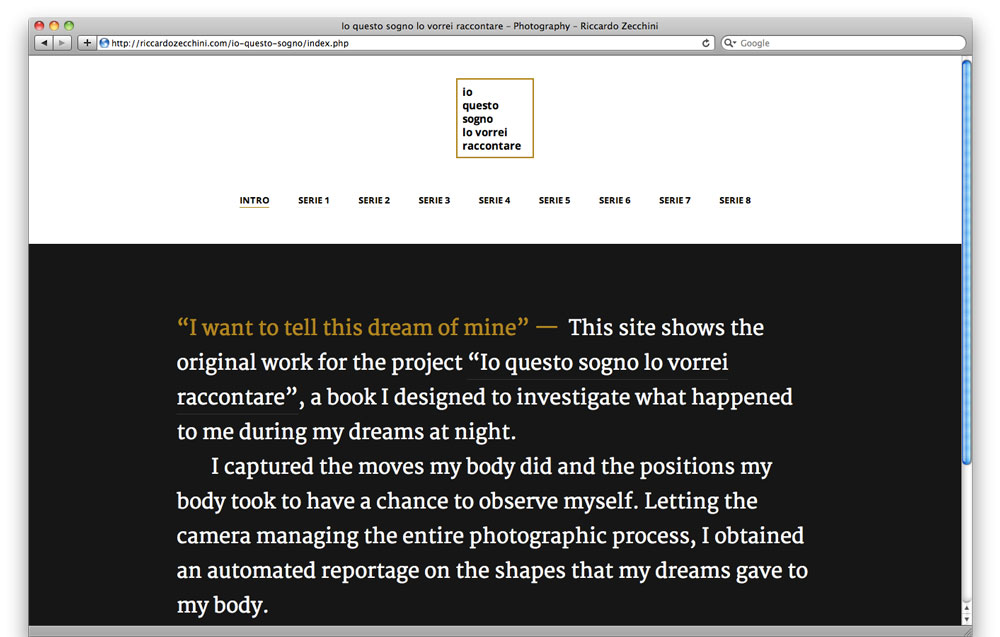 Io questo sogno lo vorrei raccontare – Photography – Riccardo Zecchini
http://riccardozecchini.com/io-questo-sogno/index.php
Google
io
questo
sogno
lo vorrei
raccontare
INTRO SERIE 1 SERIE 2 SERIE 3 SERIE 4 SERIE 5 SERIE 6 SERIE 7 SERIE 8
“I want to tell this dream of mine” — This site shows the
original work for the project “Io questo sogno lo vorrei
raccontare”, a book I designed to investigate what happened
to me during my dreams at night.
I captured the moves my body did and the positions my
body took to have a chance to observe myself. Letting the
camera managing the entire photographic process, I obtained
an automated reportage on the shapes that my dreams gave to
my body.